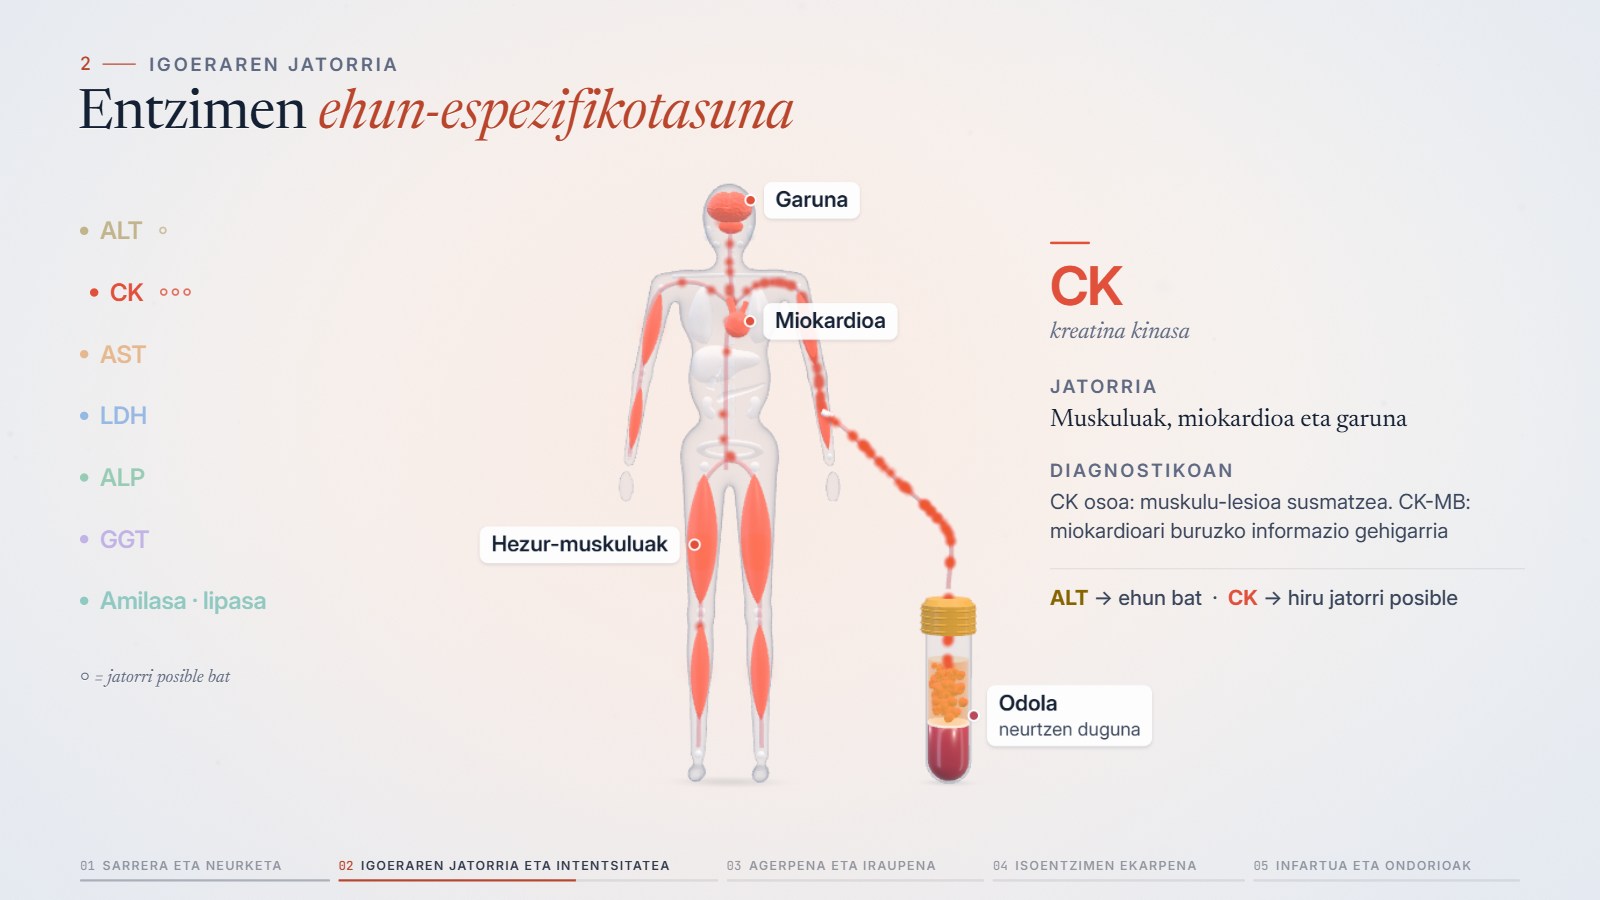 2 — IGOERAREN JATORRIA
Entzimen ehun-espezifikotasuna
• ALT ○
• CK ○○○
• AST
• LDH
• ALP
• GGT
• Amilasa · lipasa
○ = jatorri posible bat
Garuna
Miokardioa
Hezur-muskuluak
Odola
neurtzen duguna
CK
kreatina kinasa
JATORRIA
Muskuluak, miokardioa eta garuna
DIAGNOSTIKOAN
CK osoa: muskulu-lesioa susmatzea. CK-MB:
miokardioari buruzko informazio gehigarria
ALT → ehun bat · CK → hiru jatorri posible
01 SARRERA ETA NEURKETA
02 IGOERAREN JATORRIA ETA INTENTSITATEA
03 AGERPENA ETA IRAUPENA
04 ISOENTZIMEN EKARPENA
05 INFARTUA ETA ONDORIOAK